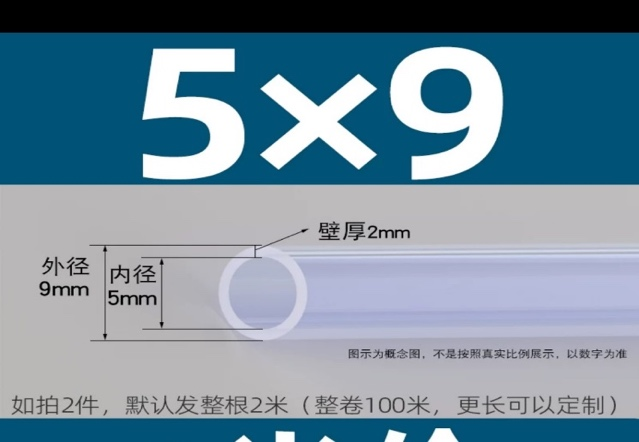 5×9
壁厚2mm
外径
9mm
内径
5mm
图示为概念图，不是按照真实比例展示，以数字为准
如拍2件，默认发整根2米（整卷100米，更长可以定制）